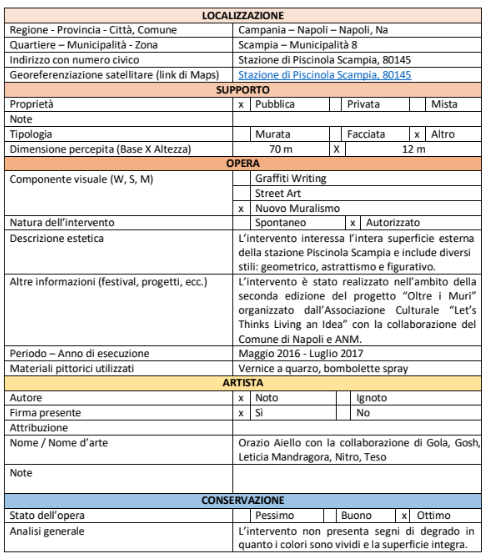 LOCALIZZAZIONE
Regione - Provincia - Città, Comune Campania – Napoli – Napoli, Na
Quartiere – Municipalità - Zona Scampia – Municipalità 8
Indirizzo con numero civico Stazione di Piscinola Scampia, 80145
Georeferenziazione satellitare (link di Maps) Stazione di Piscinola Scampia, 80145
SUPPORTO
Proprietà x Pubblica Privata Mista
Note
Tipologia Murata Facciata x Altro
Dimensione percepita (Base X Altezza) 70 m X 12 m
OPERA
Componente visuale (W, S, M) Graffiti Writing
Street Art
x Nuovo Muralismo
Natura dell'intervento Spontaneo x Autorizzato
Descrizione estetica L'intervento interessa l'intera superficie esterna
della stazione Piscinola Scampia e include diversi
stili: geometrico, astrattismo e figurativo.
Altre informazioni (festival, progetti, ecc.) L'intervento è stato realizzato nell'ambito della
seconda edizione del progetto "Oltre i Muri"
organizzato dall'Associazione Culturale "Let's
Thinks Living an Idea" con la collaborazione del
Comune di Napoli e ANM.
Periodo – Anno di esecuzione Maggio 2016 - Luglio 2017
Materiali pittorici utilizzati Vernice a quarzo, bombolette spray
ARTISTA
Autore x Noto Ignoto
Firma presente x Sì No
Attribuzione
Nome / Nome d'arte Orazio Aiello con la collaborazione di Gola, Gosh,
Leticia Mandragora, Nitro, Teso
Note
CONSERVAZIONE
Stato dell'opera Pessimo Buono x Ottimo
Analisi generale L'intervento non presenta segni di degrado in
quanto i colori sono vividi e la superficie integra.